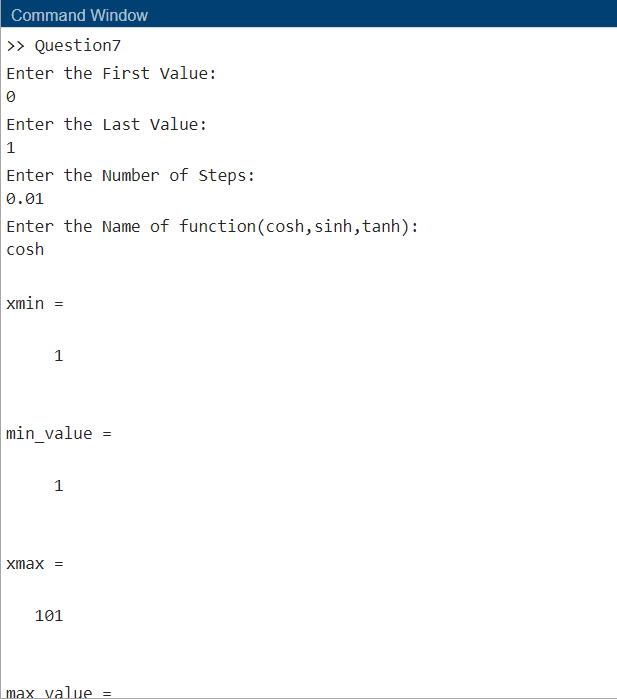 Command Window
>> Question7
Enter the First Value:
0
Enter the Last Value:
1
Enter the Number of Steps:
0.01
Enter the Name of function(cosh,sinh,tanh):
cosh
xmin =
1
min_value =
1
xmax =
101
max_value =